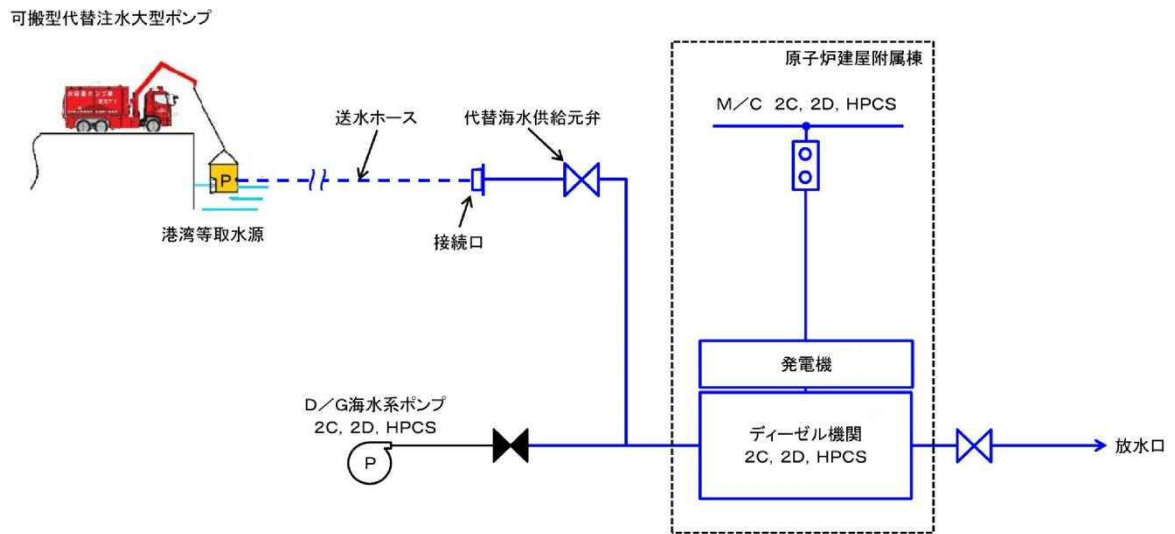 可搬型代替注水大型ポンプ
原子炉建屋附属棟
M／C 2C, 2D, HPCS
送水ホース
代替海水供給元弁
P
接続口
港湾等取水源
発電機
D／G海水系ポンプ
2C, 2D, HPCS
P
ディーゼル機関
2C, 2D, HPCS
放水口